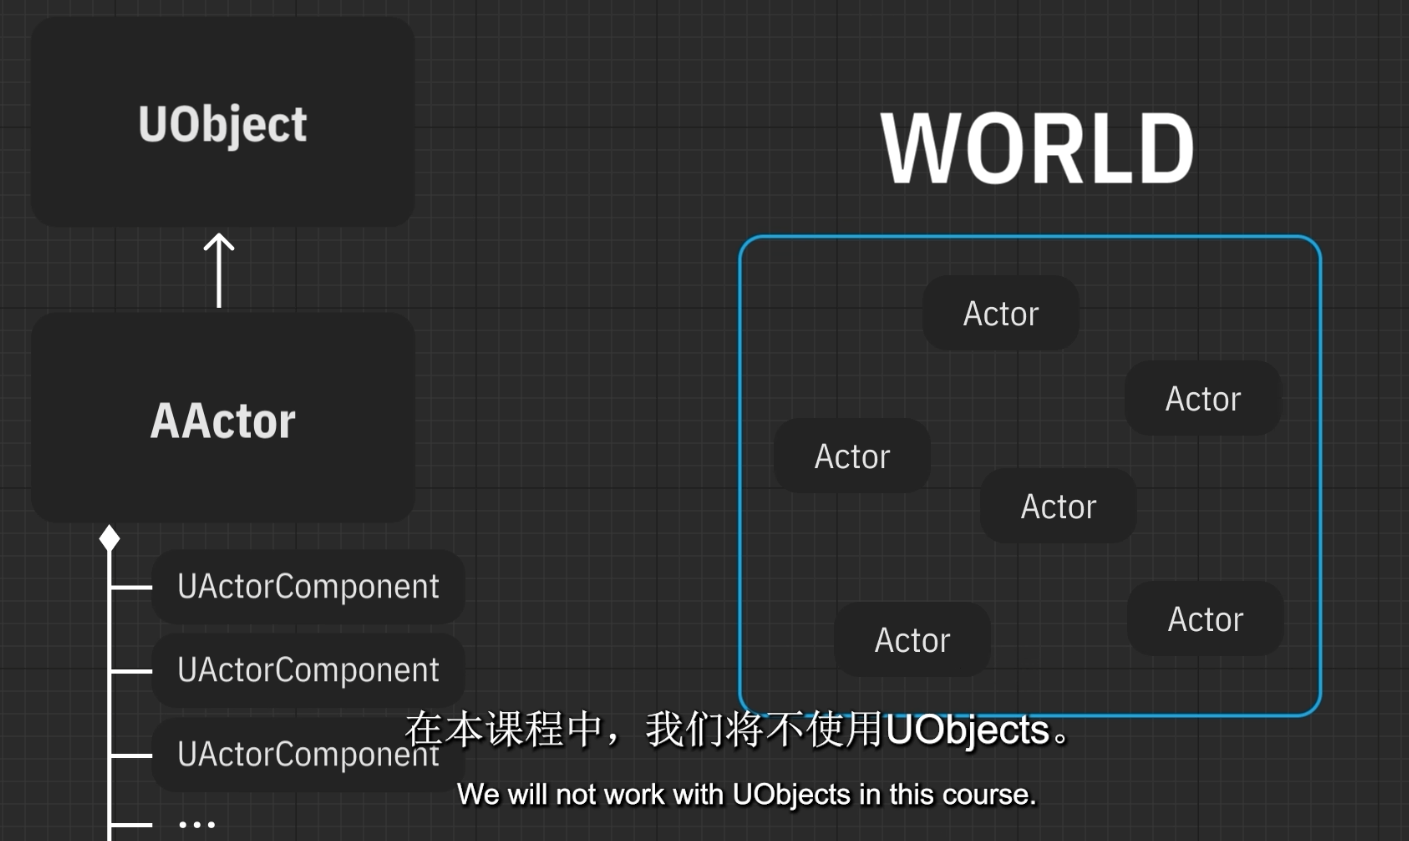 UObject
AActor
UActorComponent
UActorComponent
UActorComponent
...
WORLD
Actor
Actor
Actor
Actor
Actor
Actor
在本课程中，我们将不使用UObjects。
We will not work with UObjects in this course.